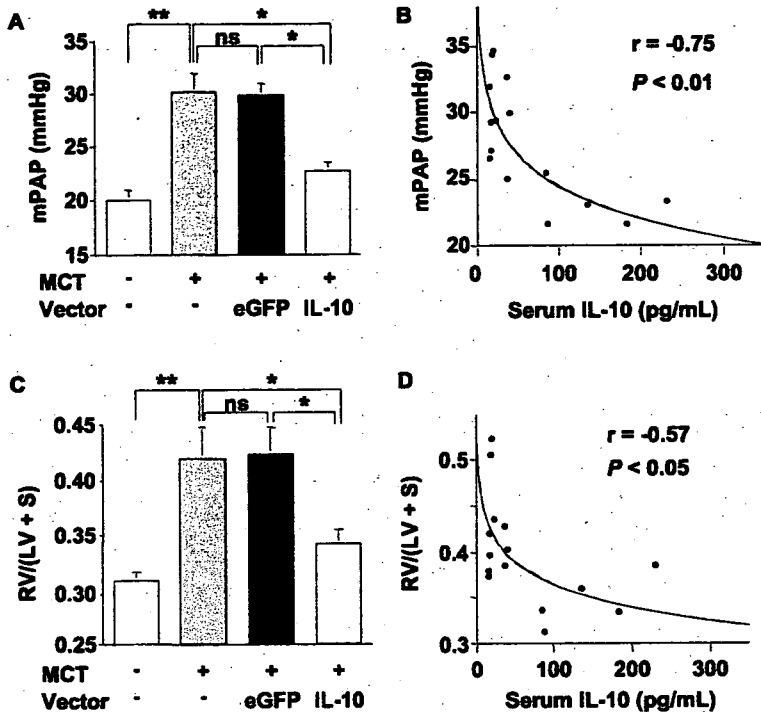 A
** *
ns *
mPAP (mmHg)
35
30
25
20
15
MCT - + + +
Vector - - eGFP IL-10
B
r = -0.75
P < 0.01
mPAP (mmHg)
35
30
25
20
0 100 200 300
Serum IL-10 (pg/mL)
C
** *
ns *
RV/(LV + S)
0.45
0.40
0.35
0.30
0.25
MCT - + + +
Vector - - eGFP IL-10
D
r = -0.57
P < 0.05
RV/(LV + S)
0.5
0.4
0.3
0 100 200 300
Serum IL-10 (pg/mL)